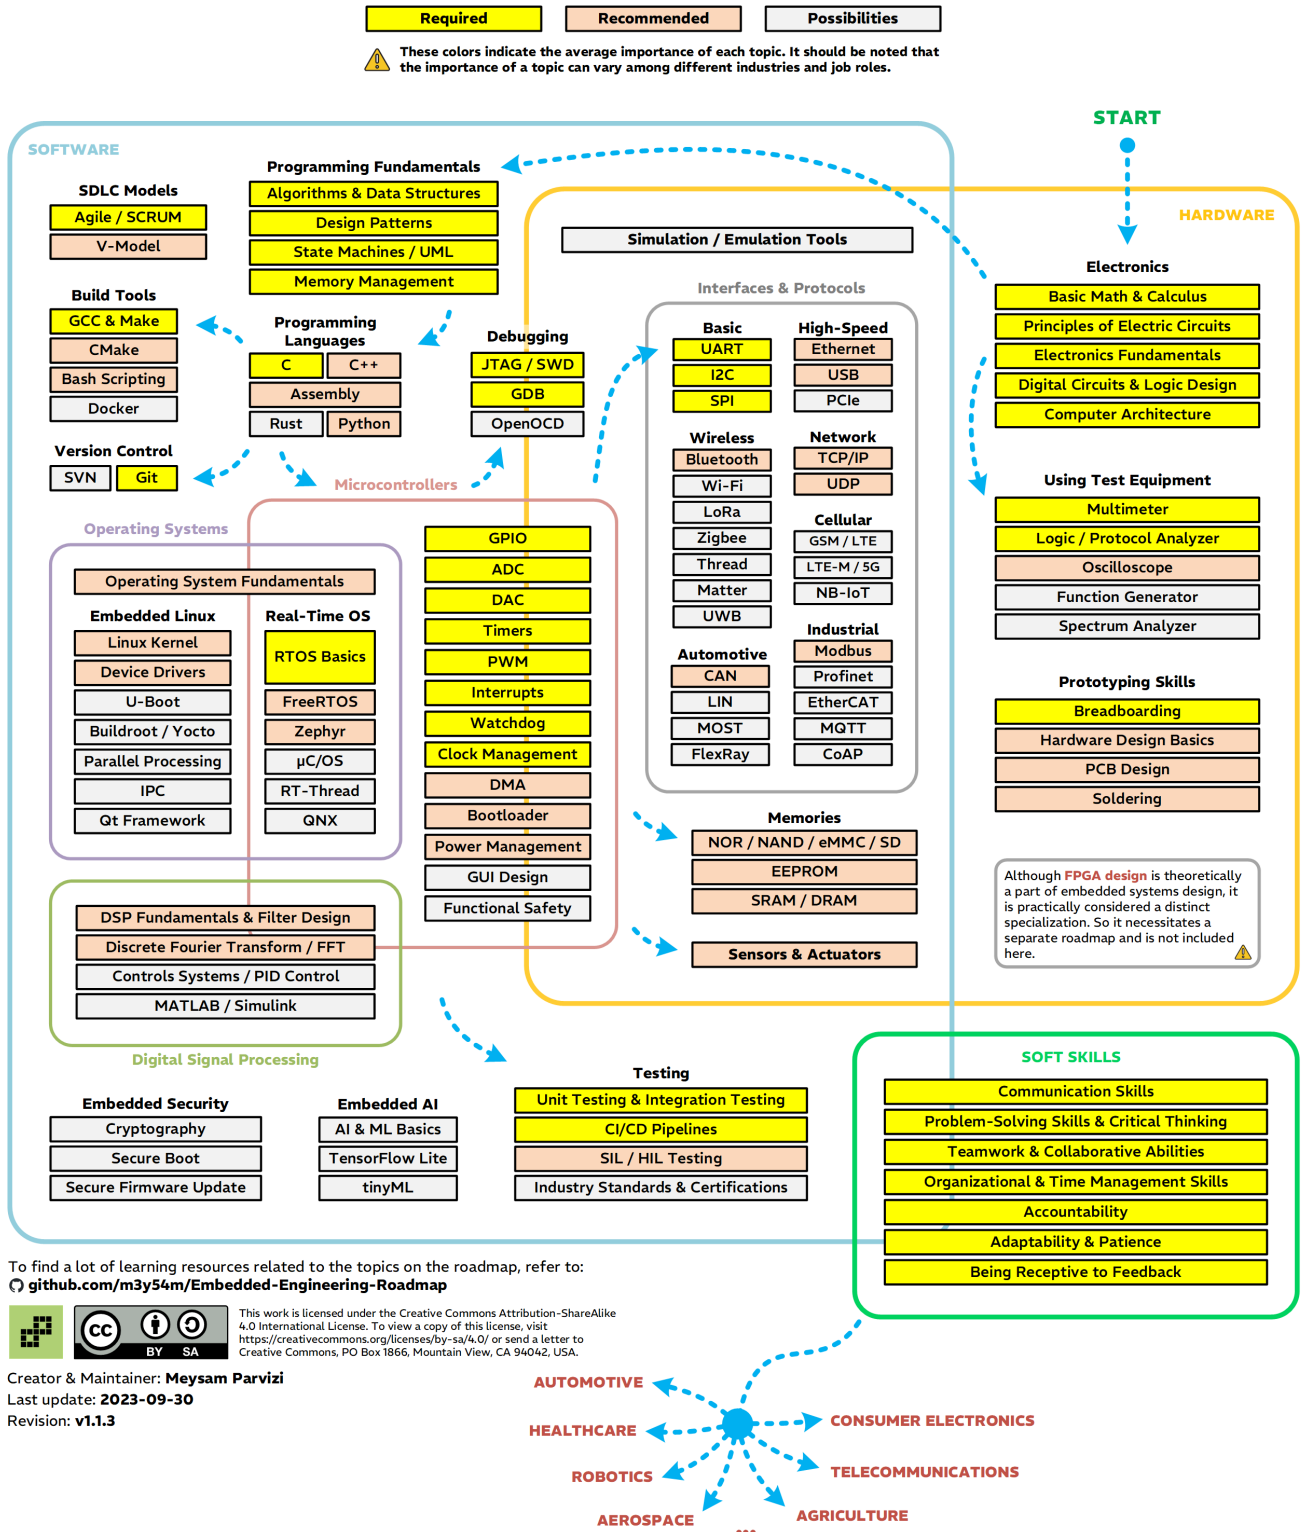 Required
Recommended
Possibilities
These colors indicate the average importance of each topic. It should be noted that
the importance of a topic can vary among different industries and job roles.
START
SOFTWARE
HARDWARE
SDLC Models
Agile / SCRUM
V-Model
Programming Fundamentals
Algorithms & Data Structures
Design Patterns
State Machines / UML
Memory Management
Build Tools
GCC & Make
CMake
Bash Scripting
Docker
Programming
Languages
C
C++
Assembly
Rust
Python
Version Control
SVN
Git
Debugging
JTAG / SWD
GDB
OpenOCD
Simulation / Emulation Tools
Interfaces & Protocols
Basic
UART
I2C
SPI
High-Speed
Ethernet
USB
PCIe
Wireless
Bluetooth
Wi-Fi
LoRa
Zigbee
Thread
Matter
UWB
Network
TCP/IP
UDP
Cellular
GSM / LTE
LTE-M / 5G
NB-IoT
Automotive
CAN
LIN
MOST
FlexRay
Industrial
Modbus
Profinet
EtherCAT
MQTT
CoAP
Electronics
Basic Math & Calculus
Principles of Electric Circuits
Electronics Fundamentals
Digital Circuits & Logic Design
Computer Architecture
Using Test Equipment
Multimeter
Logic / Protocol Analyzer
Oscilloscope
Function Generator
Spectrum Analyzer
Prototyping Skills
Breadboarding
Hardware Design Basics
PCB Design
Soldering
Although FPGA design is theoretically
a part of embedded systems design, it
is practically considered a distinct
specialization. So it necessitates a
separate roadmap and is not included
here.
Microcontrollers
GPIO
ADC
DAC
Timers
PWM
Interrupts
Watchdog
Clock Management
DMA
Bootloader
Power Management
GUI Design
Functional Safety
Operating Systems
Operating System Fundamentals
Embedded Linux
Linux Kernel
Device Drivers
U-Boot
Buildroot / Yocto
Parallel Processing
IPC
Qt Framework
Real-Time OS
RTOS Basics
FreeRTOS
Zephyr
µC/OS
RT-Thread
QNX
Memories
NOR / NAND / eMMC / SD
EEPROM
SRAM / DRAM
Sensors & Actuators
DSP Fundamentals & Filter Design
Discrete Fourier Transform / FFT
Controls Systems / PID Control
MATLAB / Simulink
Digital Signal Processing
Embedded Security
Cryptography
Secure Boot
Secure Firmware Update
Embedded AI
AI & ML Basics
TensorFlow Lite
tinyML
Testing
Unit Testing & Integration Testing
CI/CD Pipelines
SIL / HIL Testing
Industry Standards & Certifications
SOFT SKILLS
Communication Skills
Problem-Solving Skills & Critical Thinking
Teamwork & Collaborative Abilities
Organizational & Time Management Skills
Accountability
Adaptability & Patience
Being Receptive to Feedback
To find a lot of learning resources related to the topics on the roadmap, refer to:
github.com/m3y54m/Embedded-Engineering-Roadmap
cc
BY SA
This work is licensed under the Creative Commons Attribution-ShareAlike
4.0 International License. To view a copy of this license, visit
https://creativecommons.org/licenses/by-sa/4.0/ or send a letter to
Creative Commons, PO Box 1866, Mountain View, CA 94042, USA.
Creator & Maintainer: Meysam Parvizi
Last update: 2023-09-30
Revision: v1.1.3
AUTOMOTIVE
HEALTHCARE
ROBOTICS
AEROSPACE
CONSUMER ELECTRONICS
TELECOMMUNICATIONS
AGRICULTURE
...